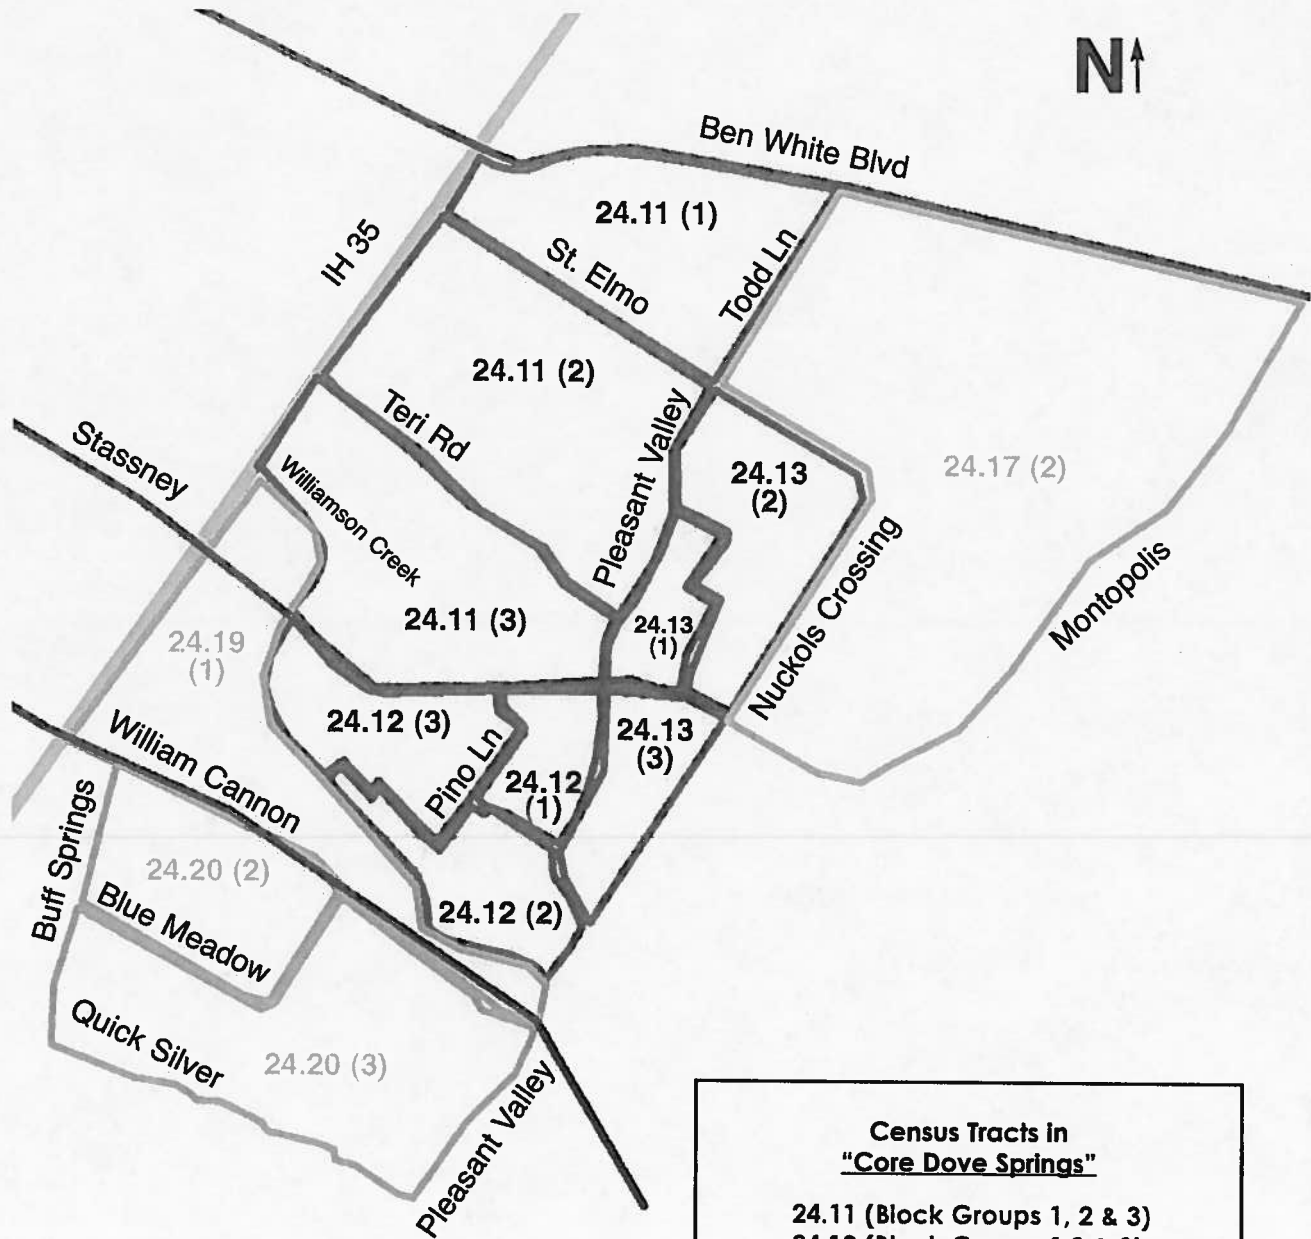 N
Ben White Blvd
24.11 (1)
IH 35
St. Elmo
Todd Ln
24.11 (2)
Teri Rd
Pleasant Valley
Stassney
24.13
(2)
24.17 (2)
Williamson Creek
Nuckols Crossing
Montopolis
24.11 (3)
24.13
(1)
24.19
(1)
24.12 (3)
24.13
(3)
William Cannon
Pino Ln
24.12
(1)
Buff Springs
24.20 (2)
Blue Meadow
24.12 (2)
Quick Silver
24.20 (3)
Pleasant Valley
Census Tracts in
"Core Dove Springs"
24.11 (Block Groups 1, 2 & 3)